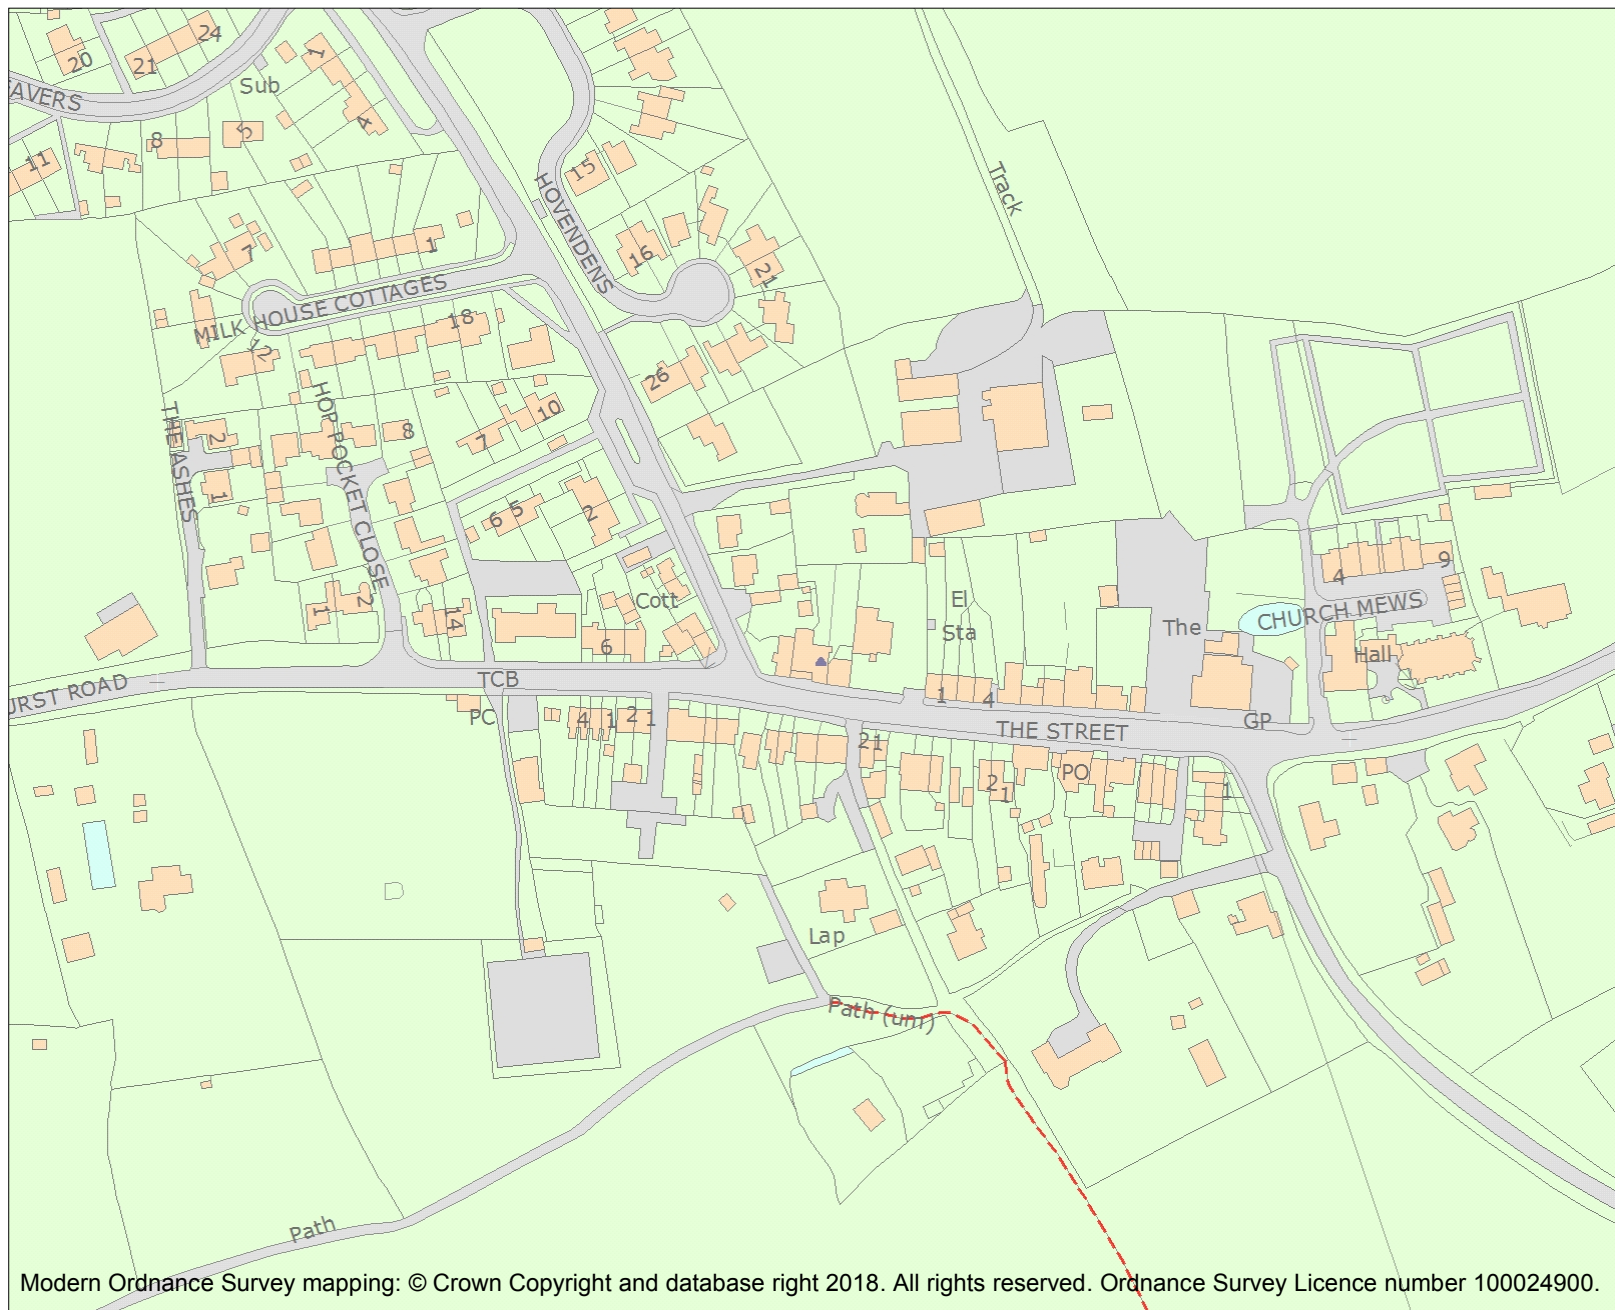 24
1
20
21
Sub
EAVERS
4
5
8
11
15
Track
HOVENDENS
7
1
16
21
MILK HOUSE COTTAGES
18
12
26
HOP POCKET CLOSE
THE ASHES
2
8
10
7
1
6 5
2
4
9
1
2
14
Cott
El
Sta
The
CHURCH MEWS
6
Hall
TCB
URST ROAD
1
4
PC
4 1 2 1
THE STREET
GP
21
PO
2
1
1
Lap
Path (um)
Path
Modern Ordnance Survey mapping: © Crown Copyright and database right 2018. All rights reserved. Ordnance Survey Licence number 100024900.